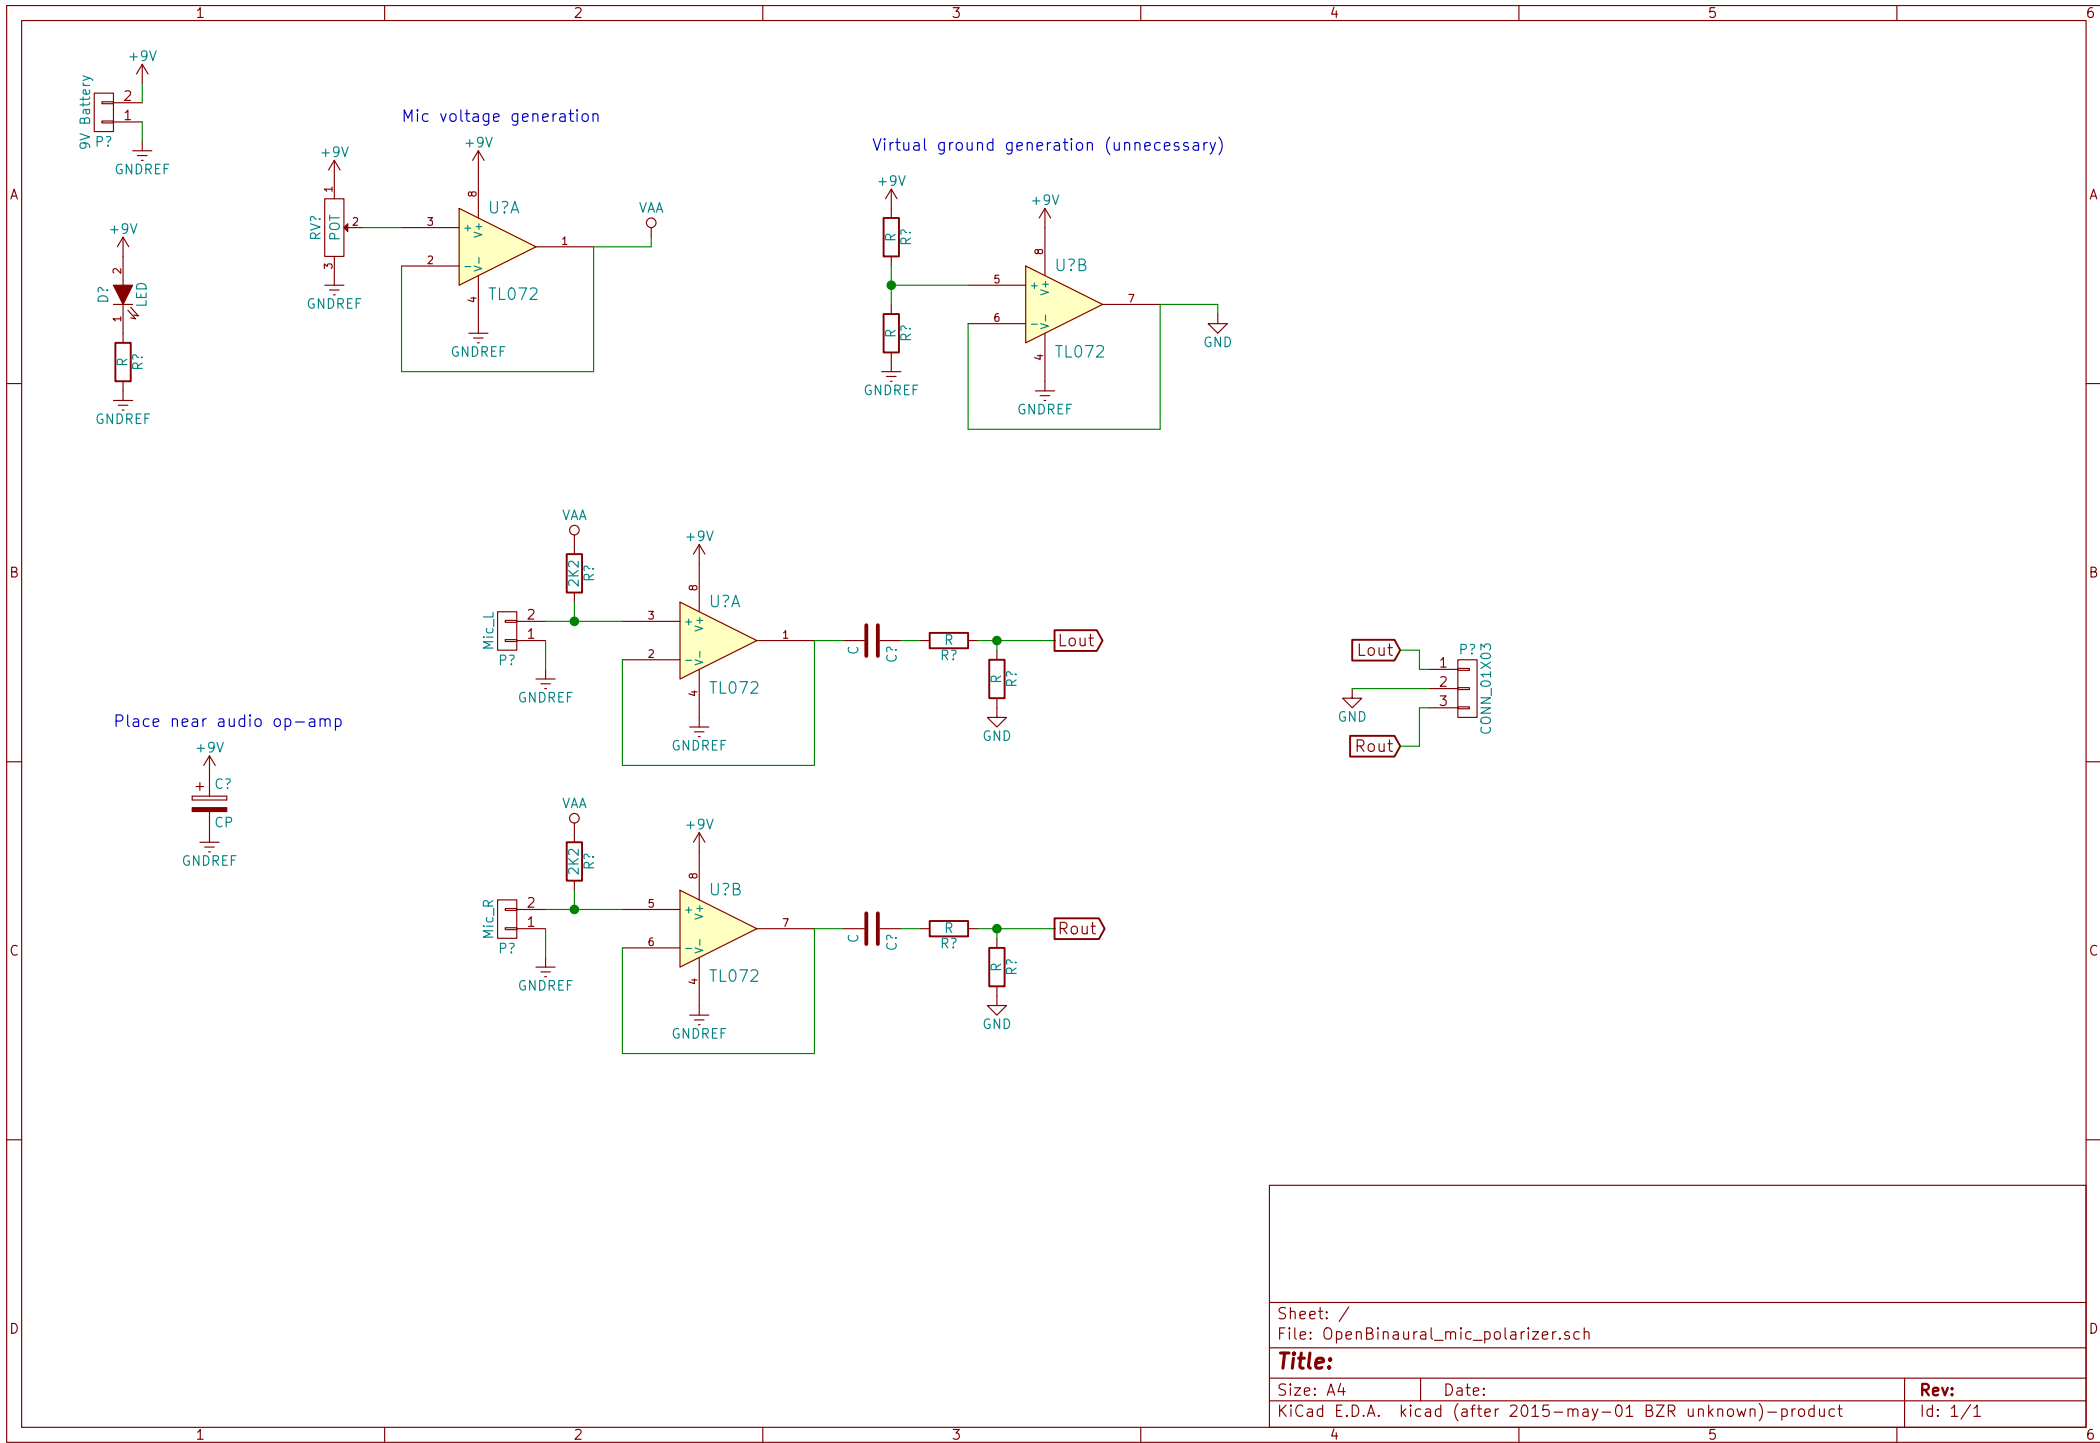 1 2 3 4 5 6
A
B
C
D
A
B
C
D
1 2 3 4 5 6
+9V
2
1
9V Battery
P?
GNDREF
+9V
2
D?
LED
1
R
R?
GNDREF
Mic voltage generation
+9V
1
RV?
POT
2
3
GNDREF
+9V
8
U?A
3
+
V+
2
−
V−
1
4
TL072
GNDREF
VAA
Virtual ground generation (unnecessary)
+9V
R
R?
R
R?
GNDREF
+9V
8
U?B
5
+
V+
6
−
V−
7
4
TL072
GNDREF
GND
VAA
2K2
R?
Mic_L
2
1
P?
GNDREF
+9V
8
U?A
3
+
V+
2
−
V−
1
4
TL072
GNDREF
C
C?
R
R?
R
R?
GND
Lout
Lout
GND
Rout
P?
1
2
3
CONN_01X03
Place near audio op-amp
+9V
+
C?
CP
GNDREF
VAA
2K2
R?
Mic_R
2
1
P?
GNDREF
+9V
8
U?B
5
+
V+
6
−
V−
7
4
TL072
GNDREF
C
C?
R
R?
R
R?
GND
Rout
Sheet: /
File: OpenBinaural_mic_polarizer.sch
Title:
Size: A4 Date: Rev:
KiCad E.D.A. kicad (after 2015-may-01 BZR unknown)-product Id: 1/1